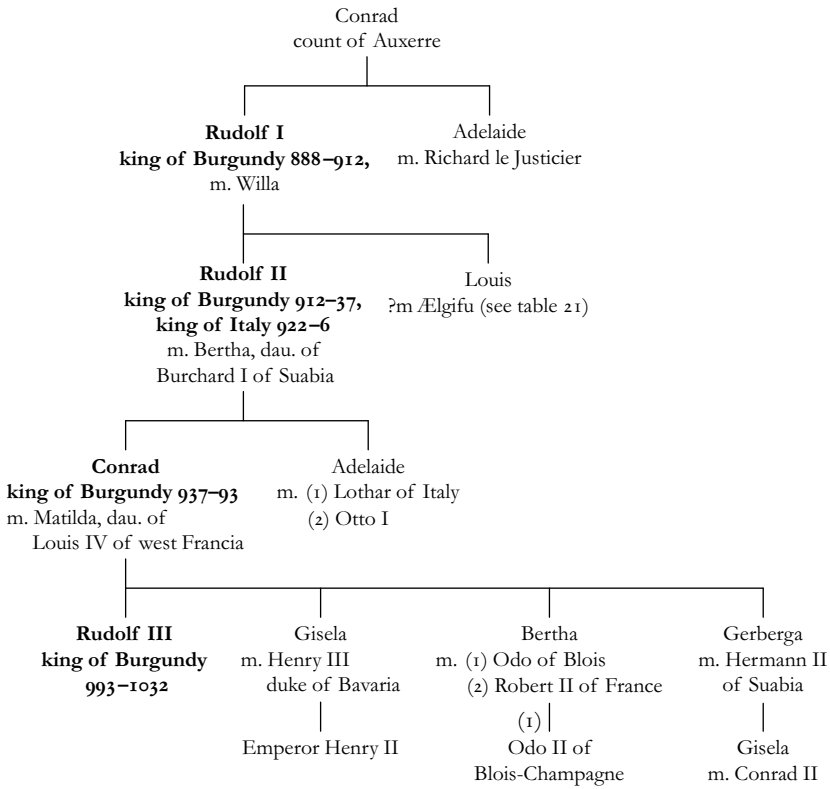 Conrad
count of Auxerre
Rudolf I
king of Burgundy 888–912,
m. Willa
Adelaide
m. Richard le Justicier
Rudolf II
king of Burgundy 912–37,
king of Italy 922–6
m. Bertha, dau. of
Burchard I of Suabia
Louis
?m Ælgifu (see table 21)
Conrad
king of Burgundy 937–93
m. Matilda, dau. of
Louis IV of west Francia
Adelaide
m. (1) Lothar of Italy
(2) Otto I
Rudolf III
king of Burgundy
993–1032
Gisela
m. Henry III
duke of Bavaria
Emperor Henry II
Bertha
m. (1) Odo of Blois
(2) Robert II of France
(1)
Odo II of
Blois-Champagne
Gerberga
m. Hermann II
of Suabia
Gisela
m. Conrad II